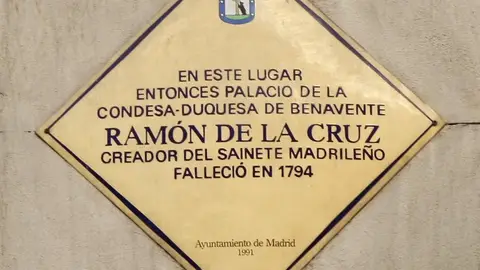 EN ESTE LUGAR
ENTONCES PALACIO DE LA
CONDESA-DUQUESA DE BENAVENTE
RAMÓN DE LA CRUZ
CREADOR DEL SAINETE MADRILEÑO
FALLECIÓ EN 1794
Ayuntamiento de Madrid
1991